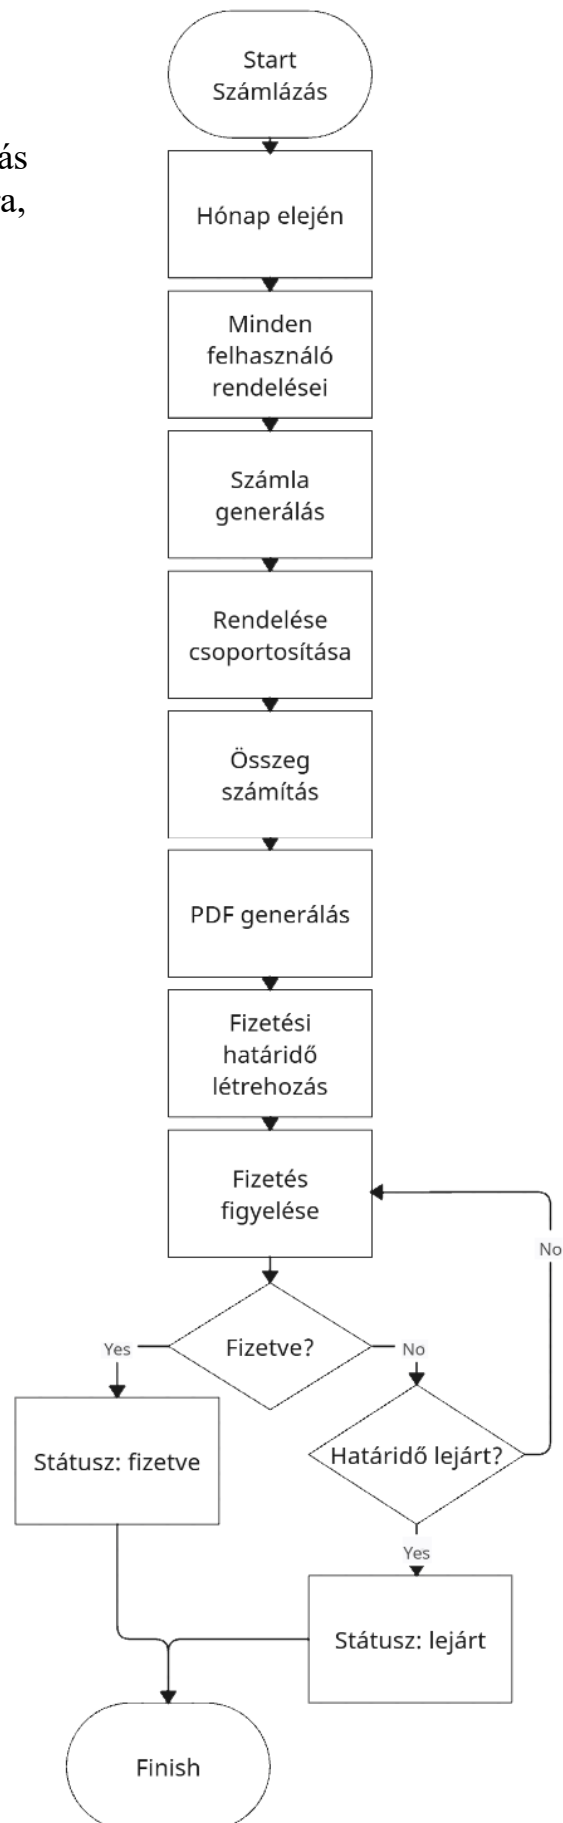 Start
Számlázás
ás
a,
Hónap elején
Minden
felhasználó
rendelései
Számla
generálás
Rendelése
csoportosítása
Összeg
számítás
PDF generálás
Fizetési
határidő
létrehozás
Fizetés
figyelése
No
Fizetve?
Yes
No
Státusz: fizetve
Határidő lejárt?
Yes
Státusz: lejárt
Finish